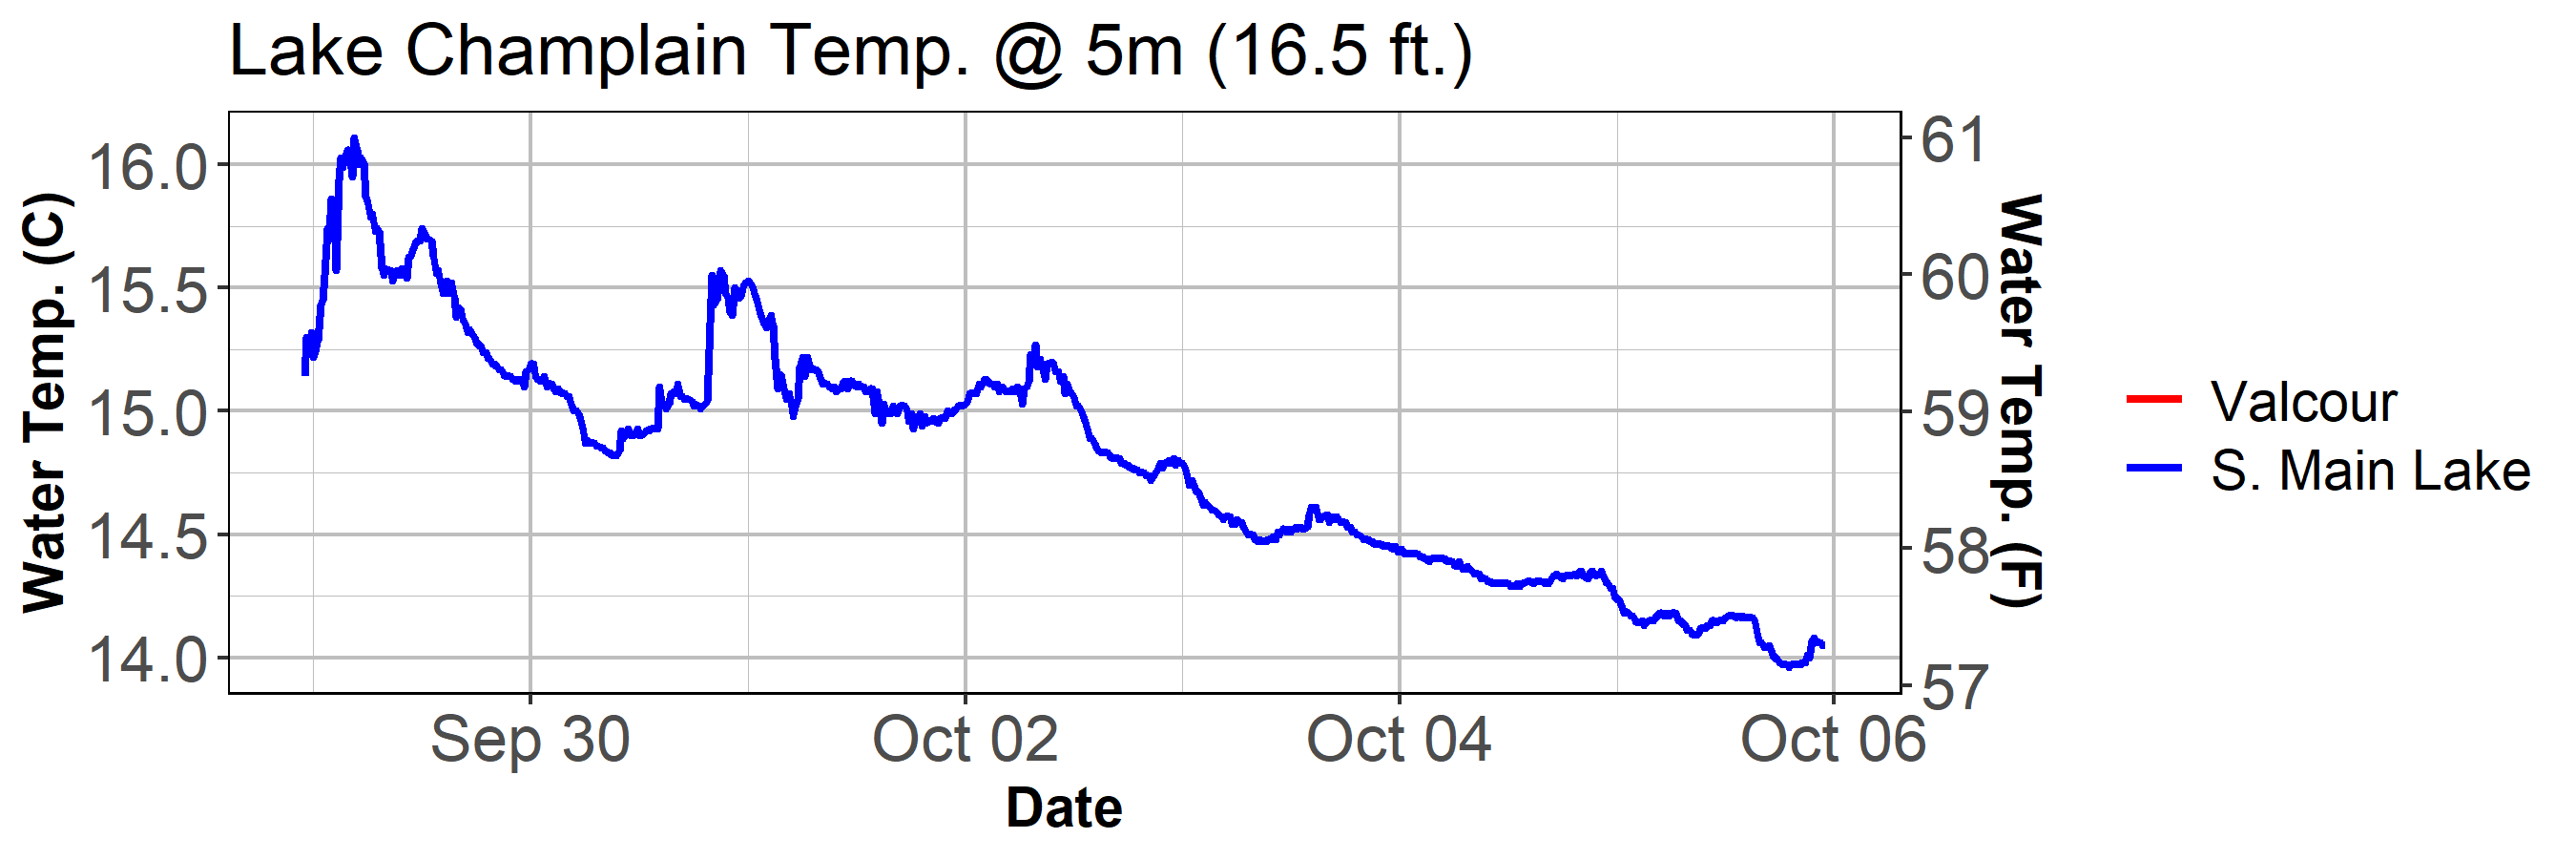 Lake Champlain Temp. @ 5m (16.5 ft.)
Water Temp. (C)
16.0
15.5
15.0
14.5
14.0
61
60
59
58
57
Water Temp. (F)
Sep 30
Oct 02
Oct 04
Oct 06
Date
Valcour
S. Main Lake